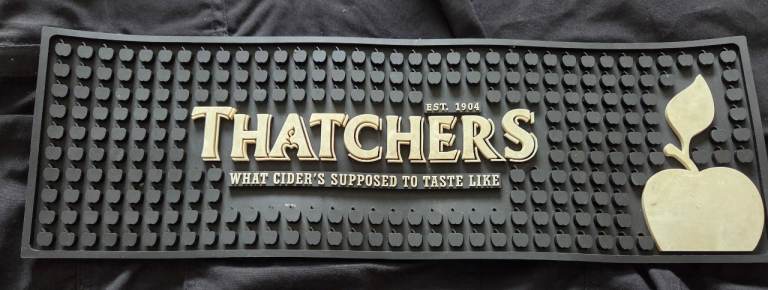 EST. 1904
THATCHERS
WHAT CIDER'S SUPPOSED TO TASTE LIKE